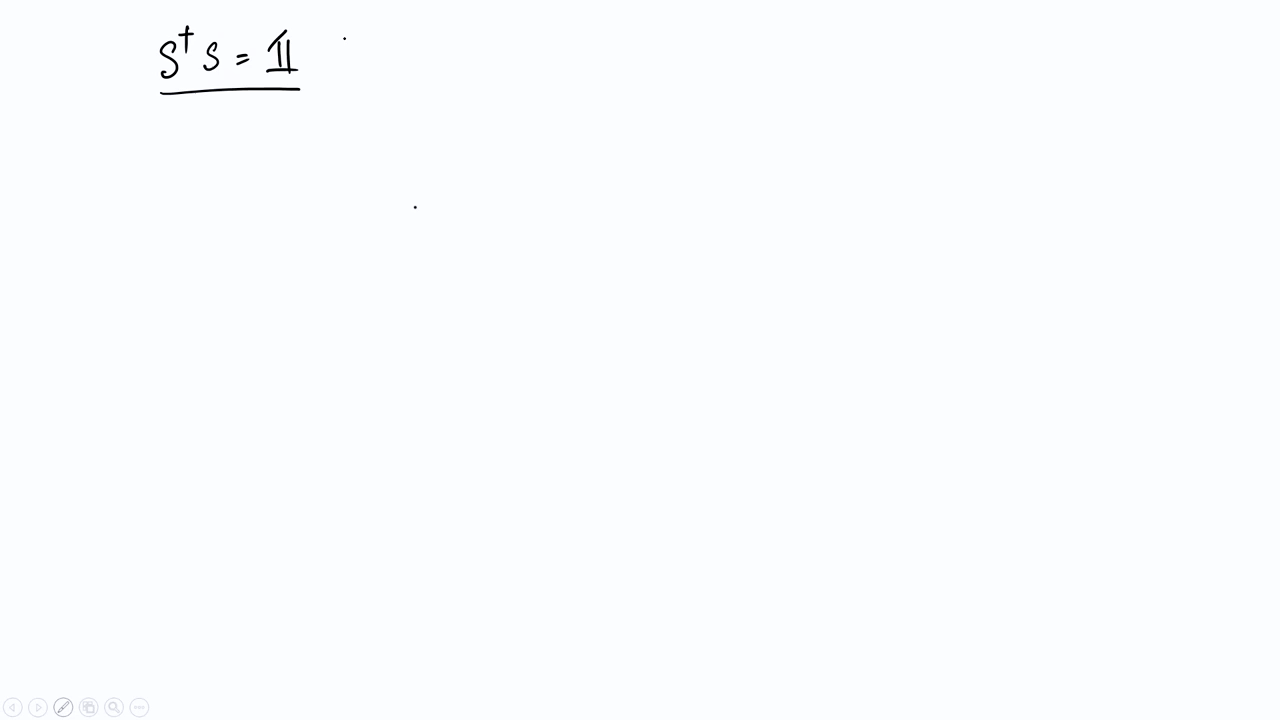 S† S = 𝟙